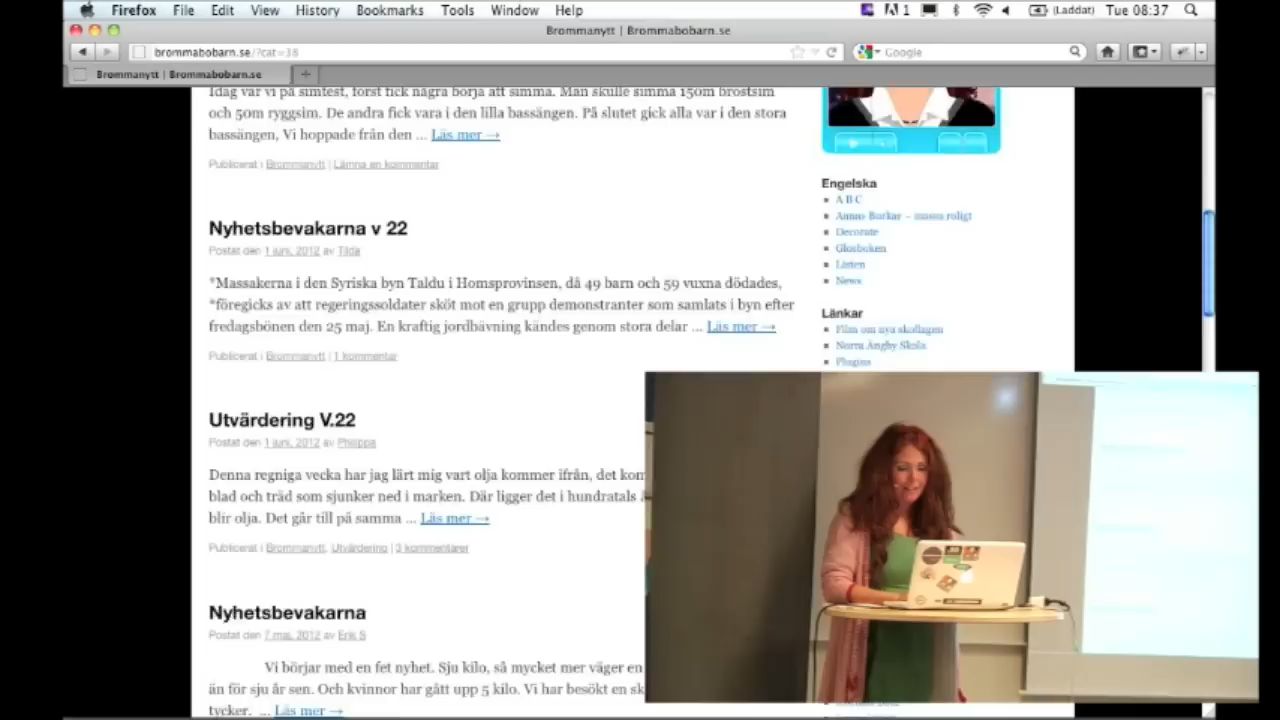 Firefox File Edit View History Bookmarks Tools Window Help 1 (Laddat) Tue 08:37
Brommanytt | Brommabobarn.se
brommabobarn.se/?cat=38 Google
Brommanytt | Brommabobarn.se
Idag var vi på simtest, först fick några börja att simma. Man skulle simma 150m bröstsim
och 50m ryggsim. De andra fick vara i den lilla bassängen. På slutet gick alla var i den stora
bassängen, Vi hoppade från den ... Läs mer →
Publicerat i Brommanytt | Lämna en kommentar
Nyhetsbevakarna v 22
Postat den 1 juni, 2012 av Tilda
*Massakerna i den Syriska byn Taldu i Homsprovinsen, då 49 barn och 59 vuxna dödades,
*föregicks av att regeringssoldater sköt mot en grupp demonstranter som samlats i byn efter
fredagsbönen den 25 maj. En kraftig jordbävning kändes genom stora delar ... Läs mer →
Publicerat i Brommanytt | 1 kommentar
Utvärdering V.22
Postat den 1 juni, 2012 av Philippa
Denna regniga vecka har jag lärt mig vart olja kommer ifrån, det kom
blad och träd som sjunker ned i marken. Där ligger det i hundratals
blir olja. Det går till på samma ... Läs mer →
Publicerat i Brommanytt, Utvärdering | 3 kommentarer
Nyhetsbevakarna
Postat den 7 maj, 2012 av Erik S
Vi börjar med en fet nyhet. Sju kilo, så mycket mer väger en
än för sju år sen. Och kvinnor har gått upp 5 kilo. Vi har besökt en sk
tycker. ... Läs mer →
Engelska
A B C
Annas Burkar – massa roligt
Decorate
Glosboken
Listen
News
Länkar
Film om nya skollagen
Norra Ängby Skola
Plugins